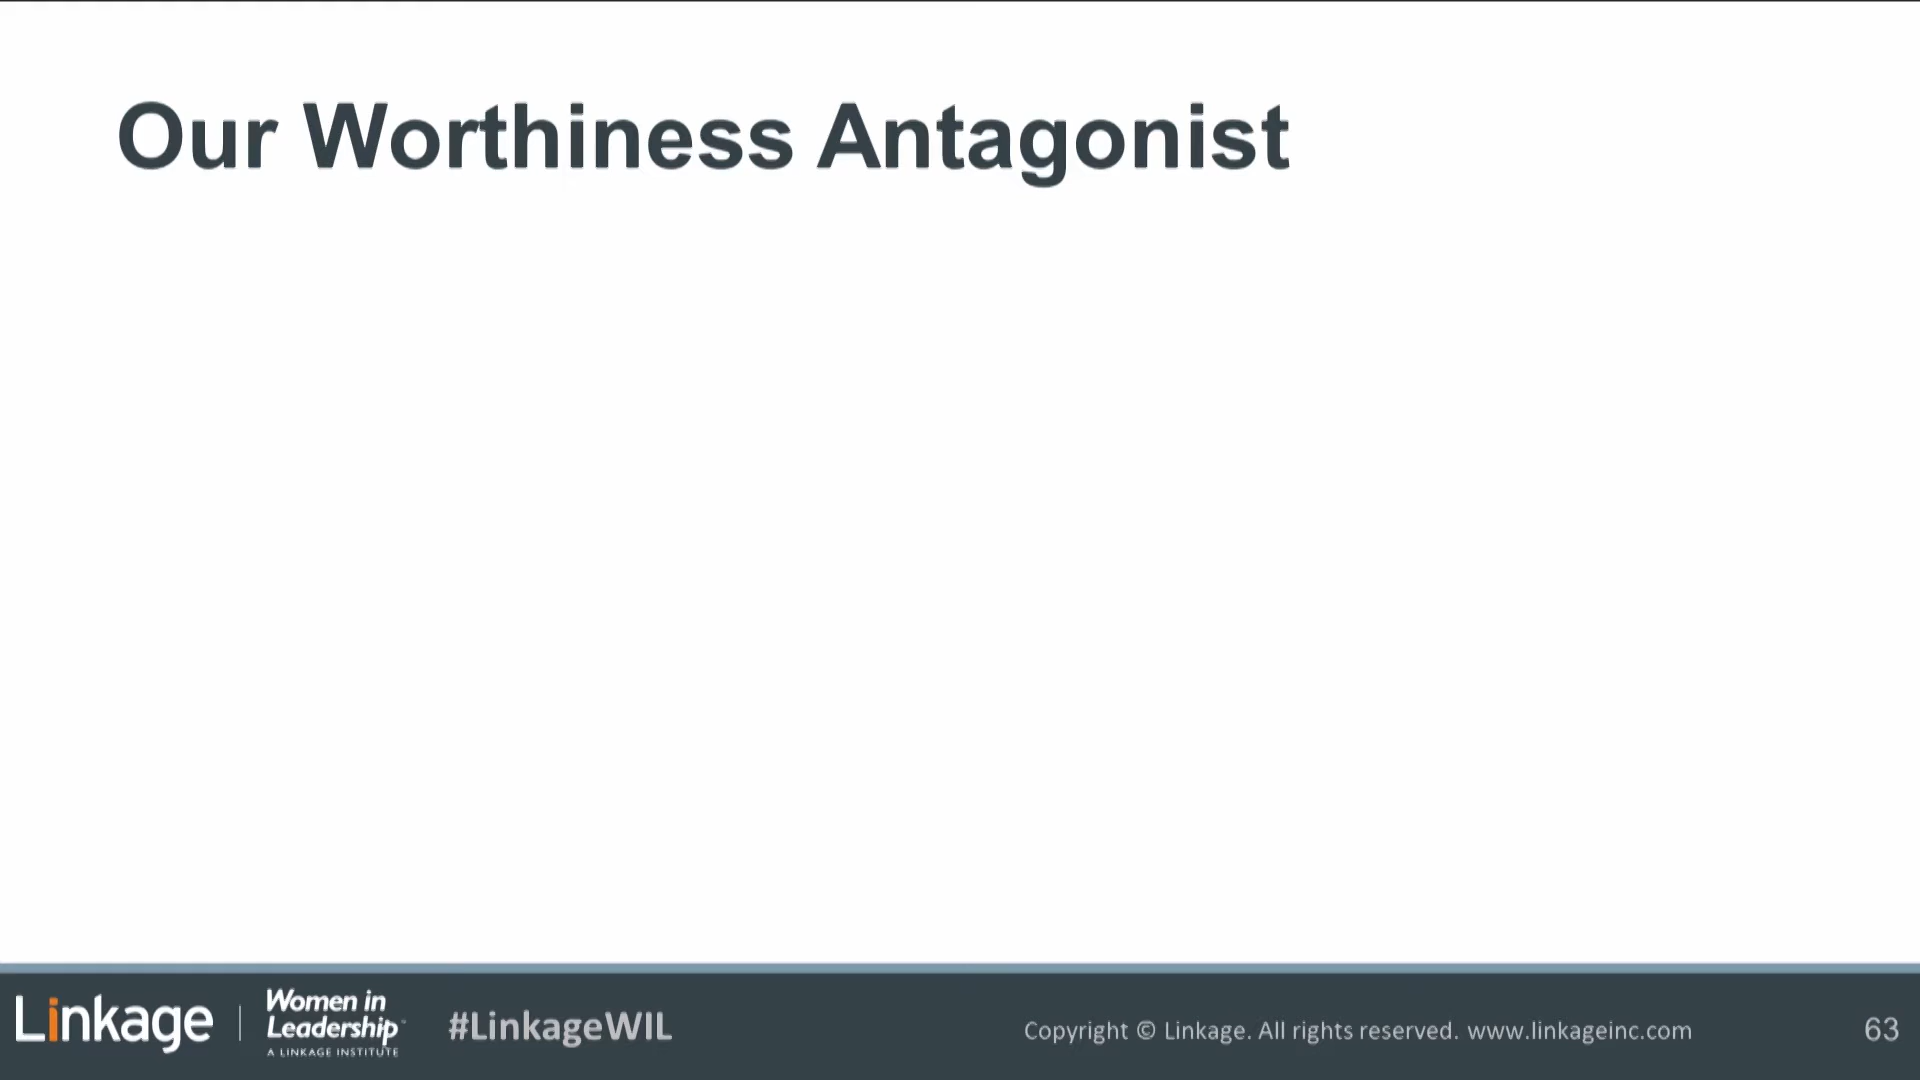 Our Worthiness Antagonist
Linkage
Women in
Leadership
A LINKAGE INSTITUTE
#LinkageWIL
Copyright © Linkage. All rights reserved. www.linkageinc.com
63